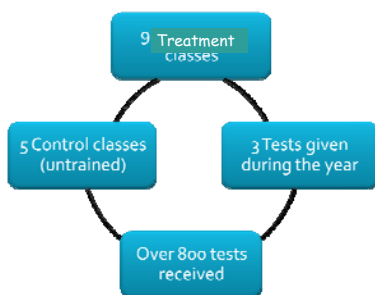 9 Treatment
classes
5 Control classes
(untrained)
3 Tests given
during the year
Over 800 tests
received